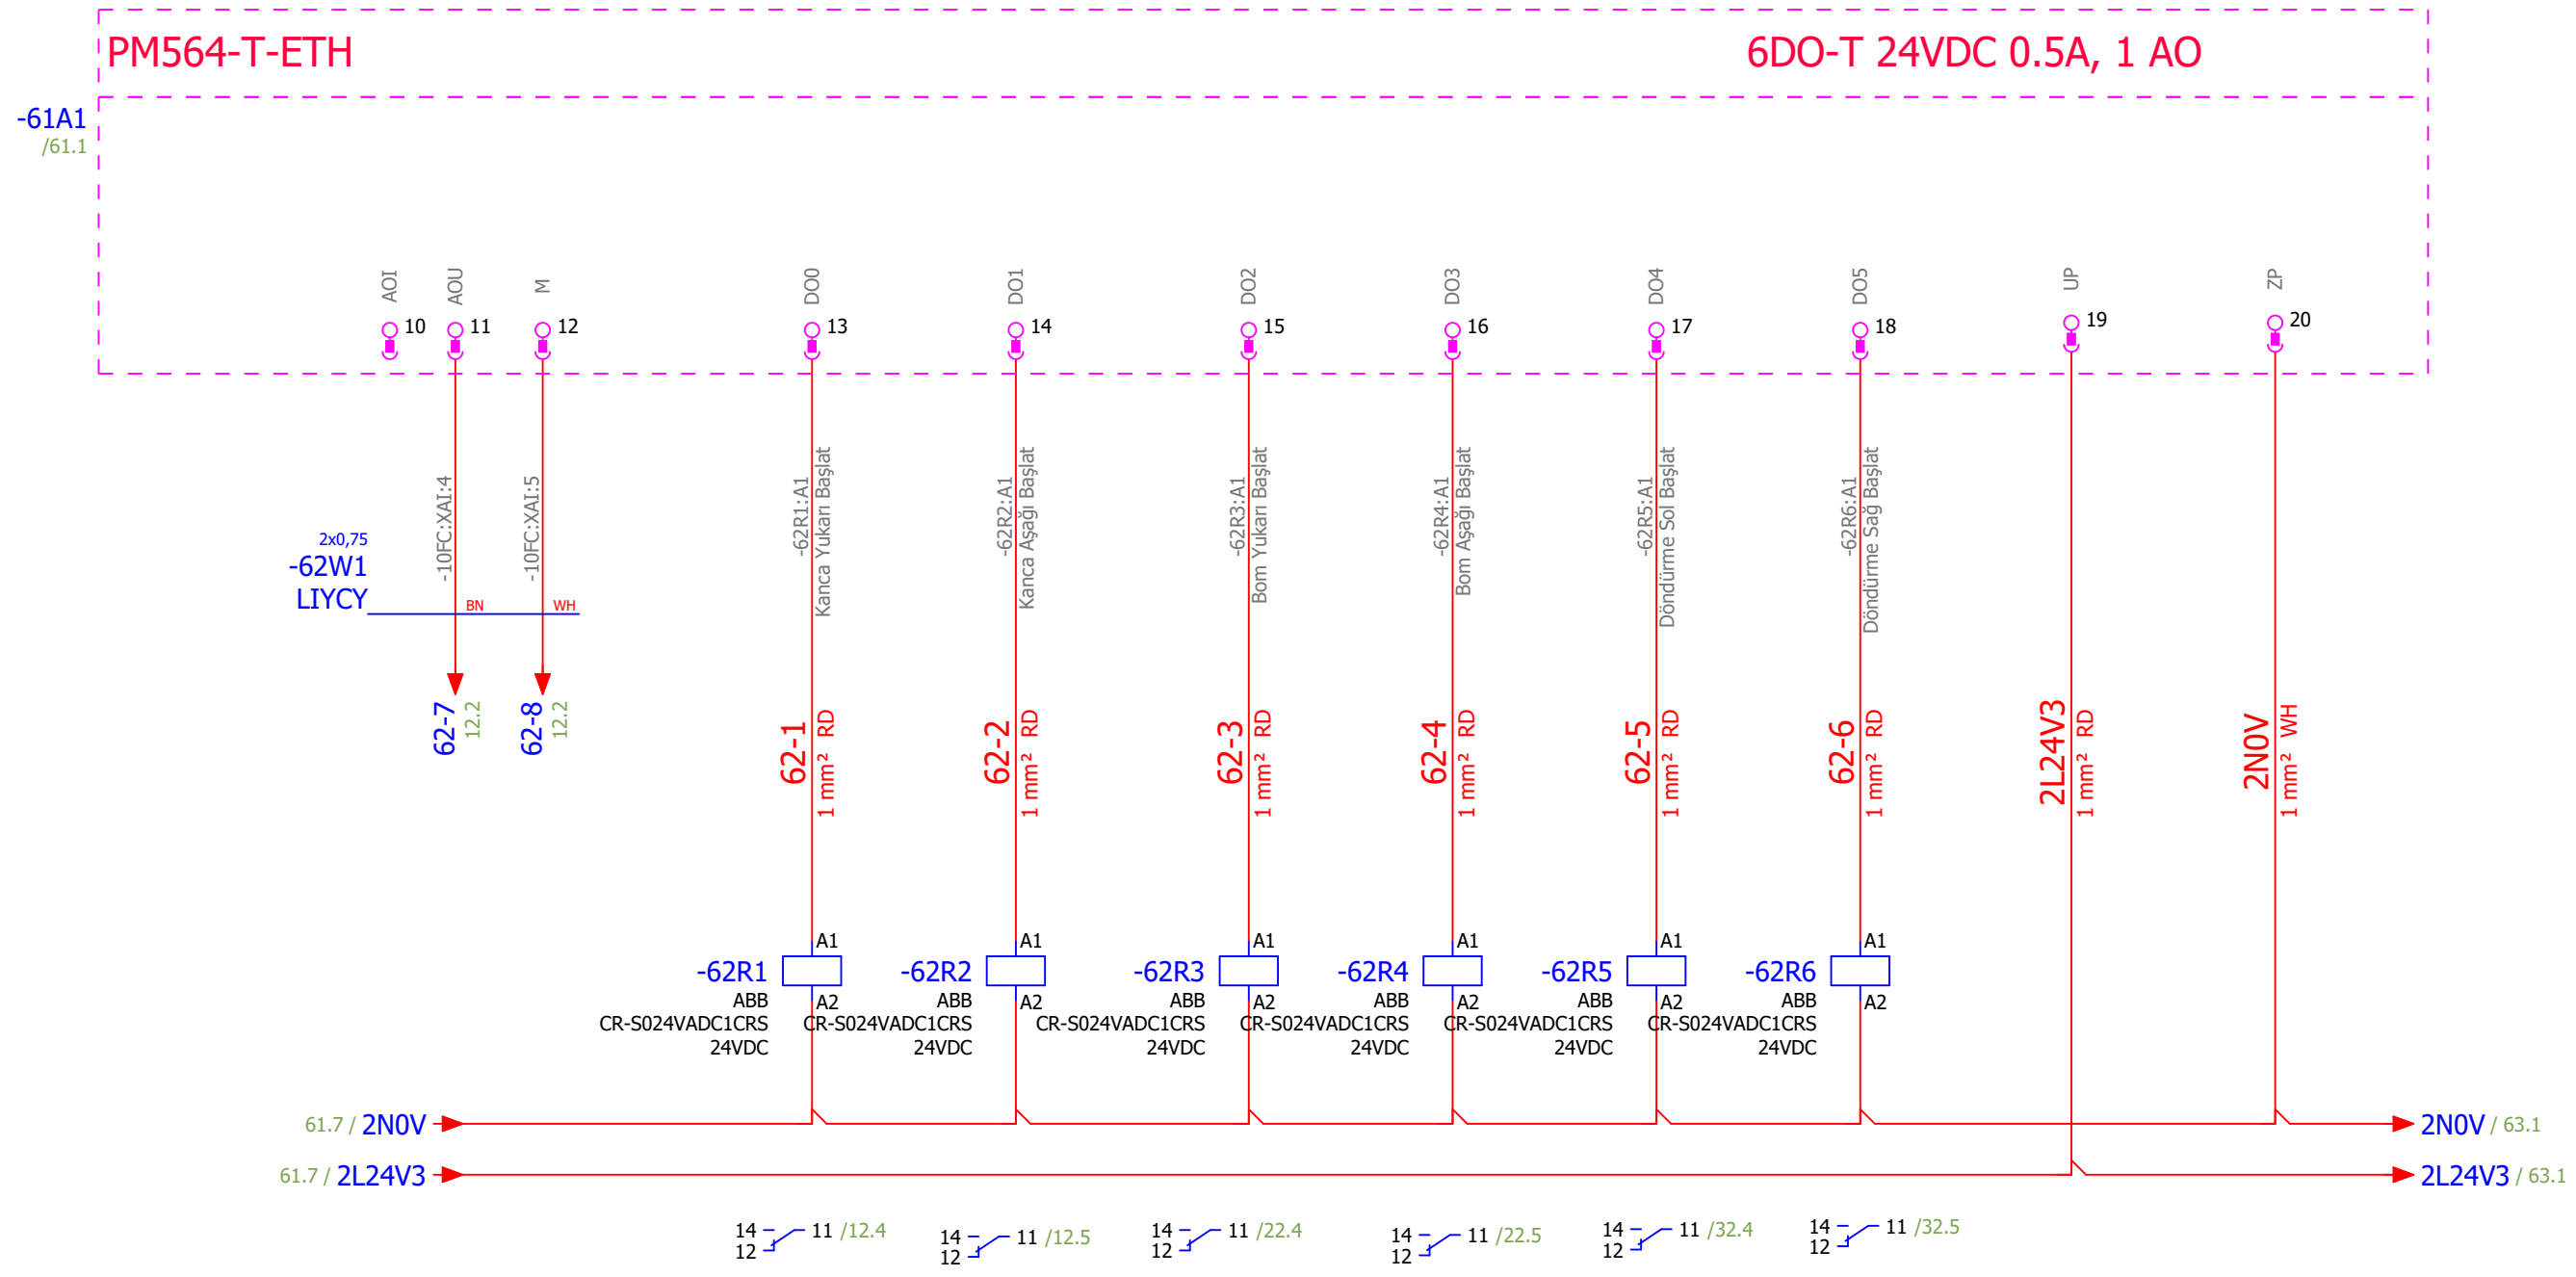 PM564-T-ETH
6DO-T 24VDC 0.5A, 1 AO
-61A1
/61.1
AOI
AOU
M
DO0
DO1
DO2
DO3
DO4
DO5
UP
ZP
10
11
12
13
14
15
16
17
18
19
20
-10FC:XAI:4
-10FC:XAI:5
-62R1:A1
Kanca Yukarı Başlat
-62R2:A1
Kanca Aşağı Başlat
-62R3:A1
Bom Yukarı Başlat
-62R4:A1
Bom Aşağı Başlat
-62R5:A1
Döndürme Sol Başlat
-62R6:A1
Döndürme Sağ Başlat
2x0,75
-62W1
LIYCY
BN
WH
62-7
12.2
62-8
12.2
62-1
1 mm² RD
62-2
1 mm² RD
62-3
1 mm² RD
62-4
1 mm² RD
62-5
1 mm² RD
62-6
1 mm² RD
2L24V3
1 mm² RD
2N0V
1 mm² WH
A1
-62R1
A2
ABB
CR-S024VADC1CRS
24VDC
A1
-62R2
A2
ABB
CR-S024VADC1CRS
24VDC
A1
-62R3
A2
ABB
CR-S024VADC1CRS
24VDC
A1
-62R4
A2
ABB
CR-S024VADC1CRS
24VDC
A1
-62R5
A2
ABB
CR-S024VADC1CRS
24VDC
A1
-62R6
A2
ABB
CR-S024VADC1CRS
24VDC
61.7 / 2N0V
2N0V / 63.1
61.7 / 2L24V3
2L24V3 / 63.1
14 11 /12.4
12
14 11 /12.5
12
14 11 /22.4
12
14 11 /22.5
12
14 11 /32.4
12
14 11 /32.5
12